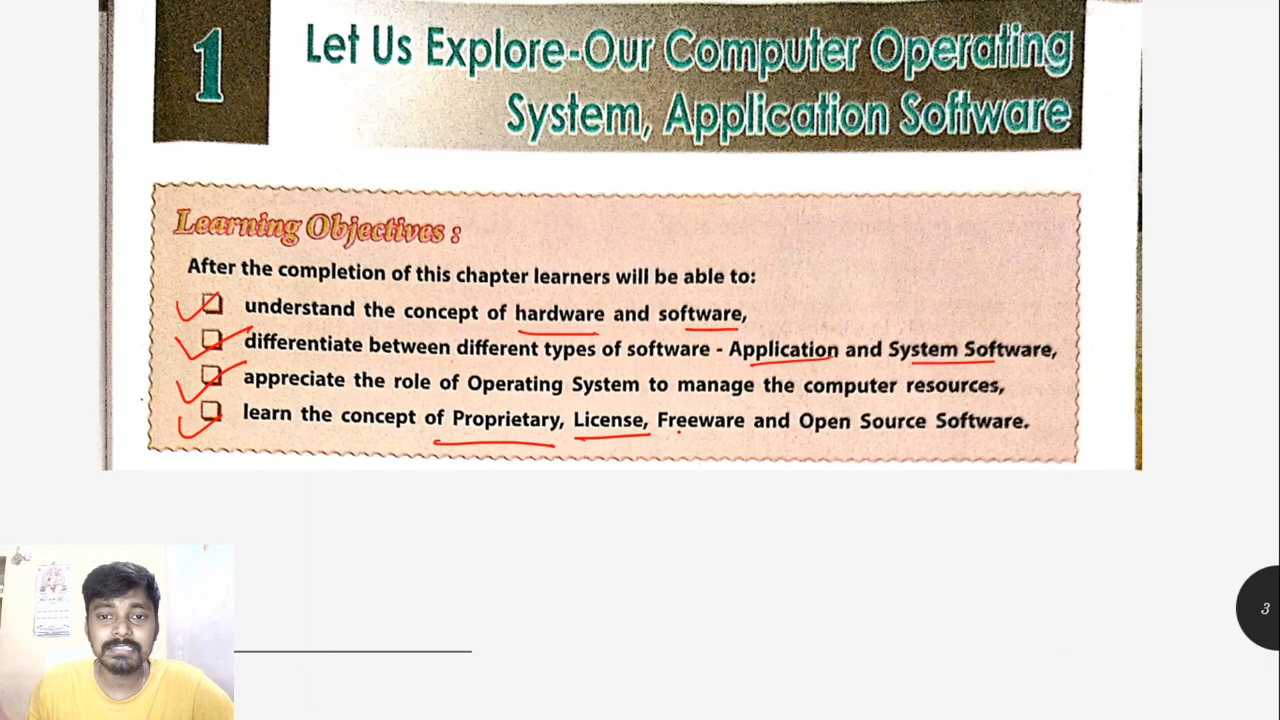 1
Let Us Explore-Our Computer Operating
System, Application Software
Learning Objectives :
After the completion of this chapter learners will be able to:
understand the concept of hardware and software,
differentiate between different types of software - Application and System Software,
appreciate the role of Operating System to manage the computer resources,
learn the concept of Proprietary, License, Freeware and Open Source Software.
3